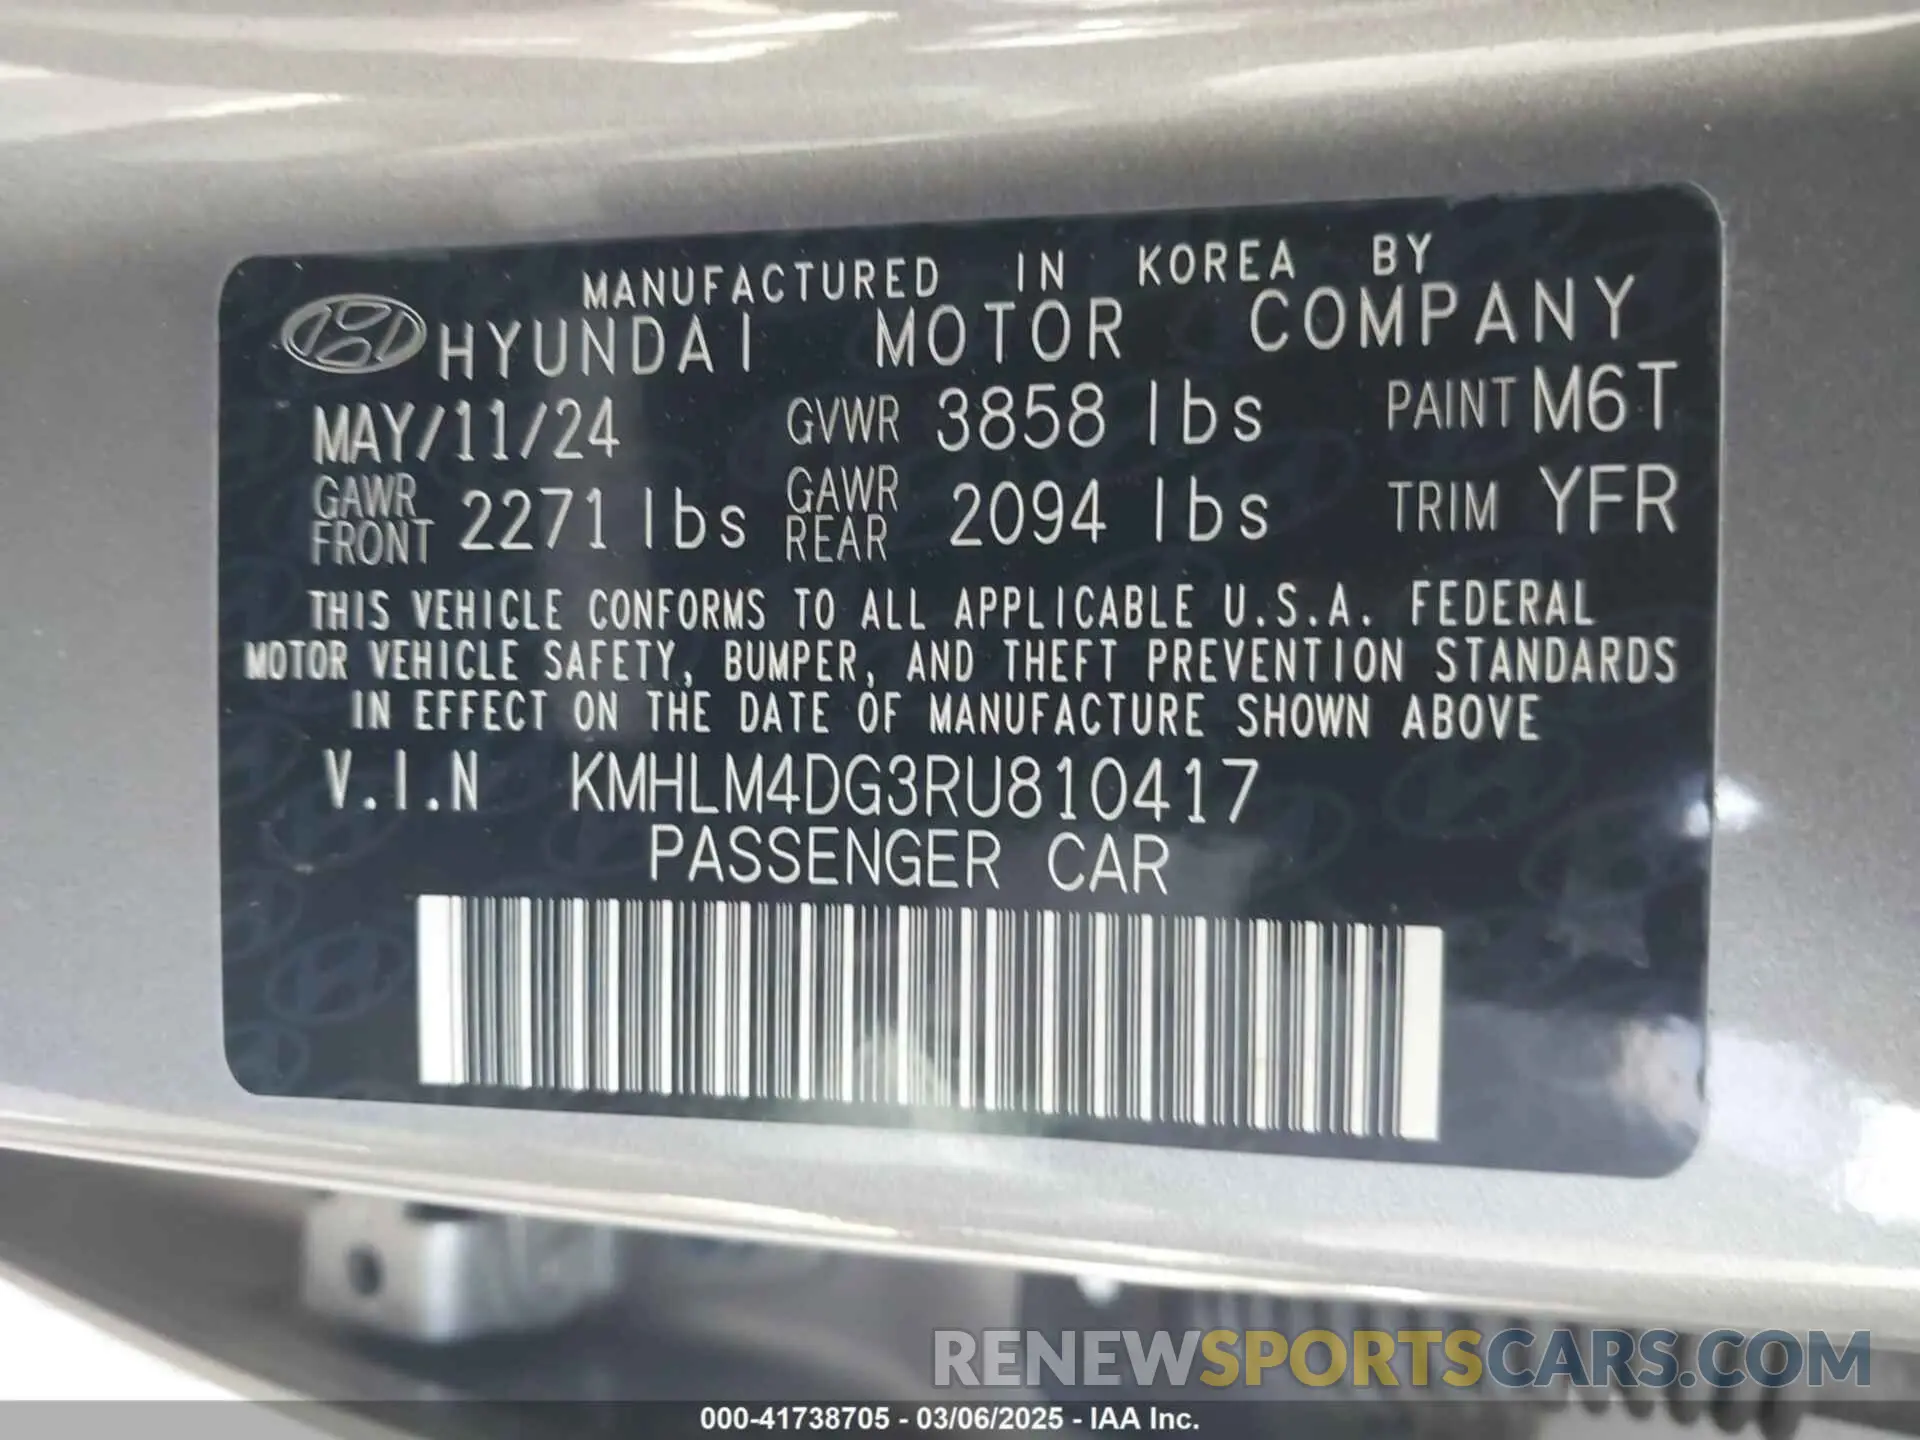 MANUFACTURED IN KOREA BY
HYUNDAI MOTOR COMPANY
MAY/11/24 GVWR 3858 lbs PAINT M6T
GAWR FRONT 2271 lbs GAWR REAR 2094 lbs TRIM YFR
THIS VEHICLE CONFORMS TO ALL APPLICABLE U.S.A. FEDERAL
MOTOR VEHICLE SAFETY, BUMPER, AND THEFT PREVENTION STANDARDS
IN EFFECT ON THE DATE OF MANUFACTURE SHOWN ABOVE
V.I.N KMHLM4DG3RU810417
PASSENGER CAR
RENEWSPORTSCARS.COM
000-41738705 - 03/06/2025 - IAA Inc.